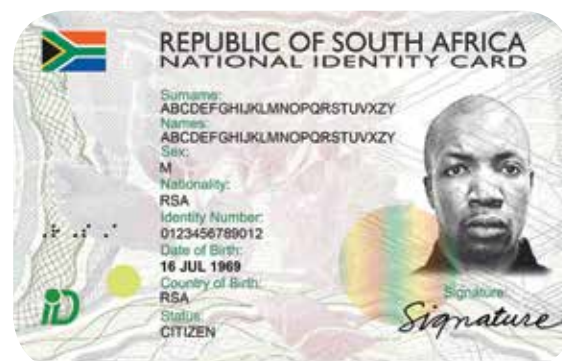 REPUBLIC OF SOUTH AFRICA
NATIONAL IDENTITY CARD
Surname:
ABCDEFGHIJKLMNOPQRSTUVXZY
Names:
ABCDEFGHIJKLMNOPQRSTUVXZY
Sex:
M
Nationality:
RSA
Identity Number:
0123456789012
Date of Birth:
16 JUL 1969
Country of Birth:
RSA
Status:
CITIZEN
iD
Signature:
Signature